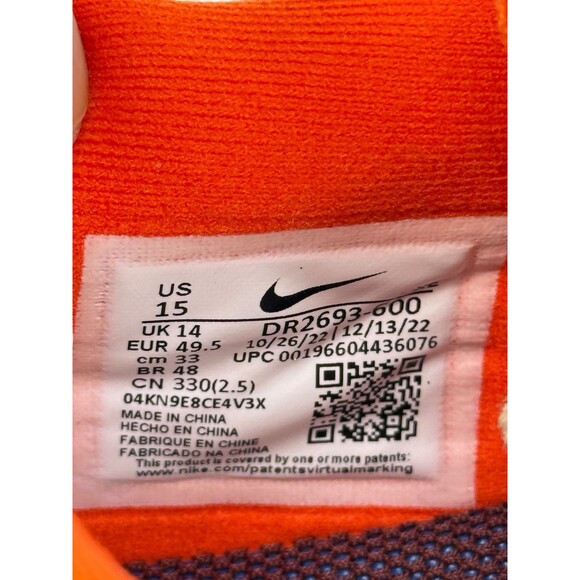 US
15
UK 14
EUR 49.5
cm 33
BR 48
CN 330(2.5)
04KN9E8CE4V3X
DR2693-600
10/26/22 12/13/22
UPC 00196604436076
MADE IN CHINA
HECHO EN CHINA
FABRIQUE EN CHINE
FABRICADO NA CHINA
This product is covered by one or more patents:
www.nike.com/patentsvirtualmarking